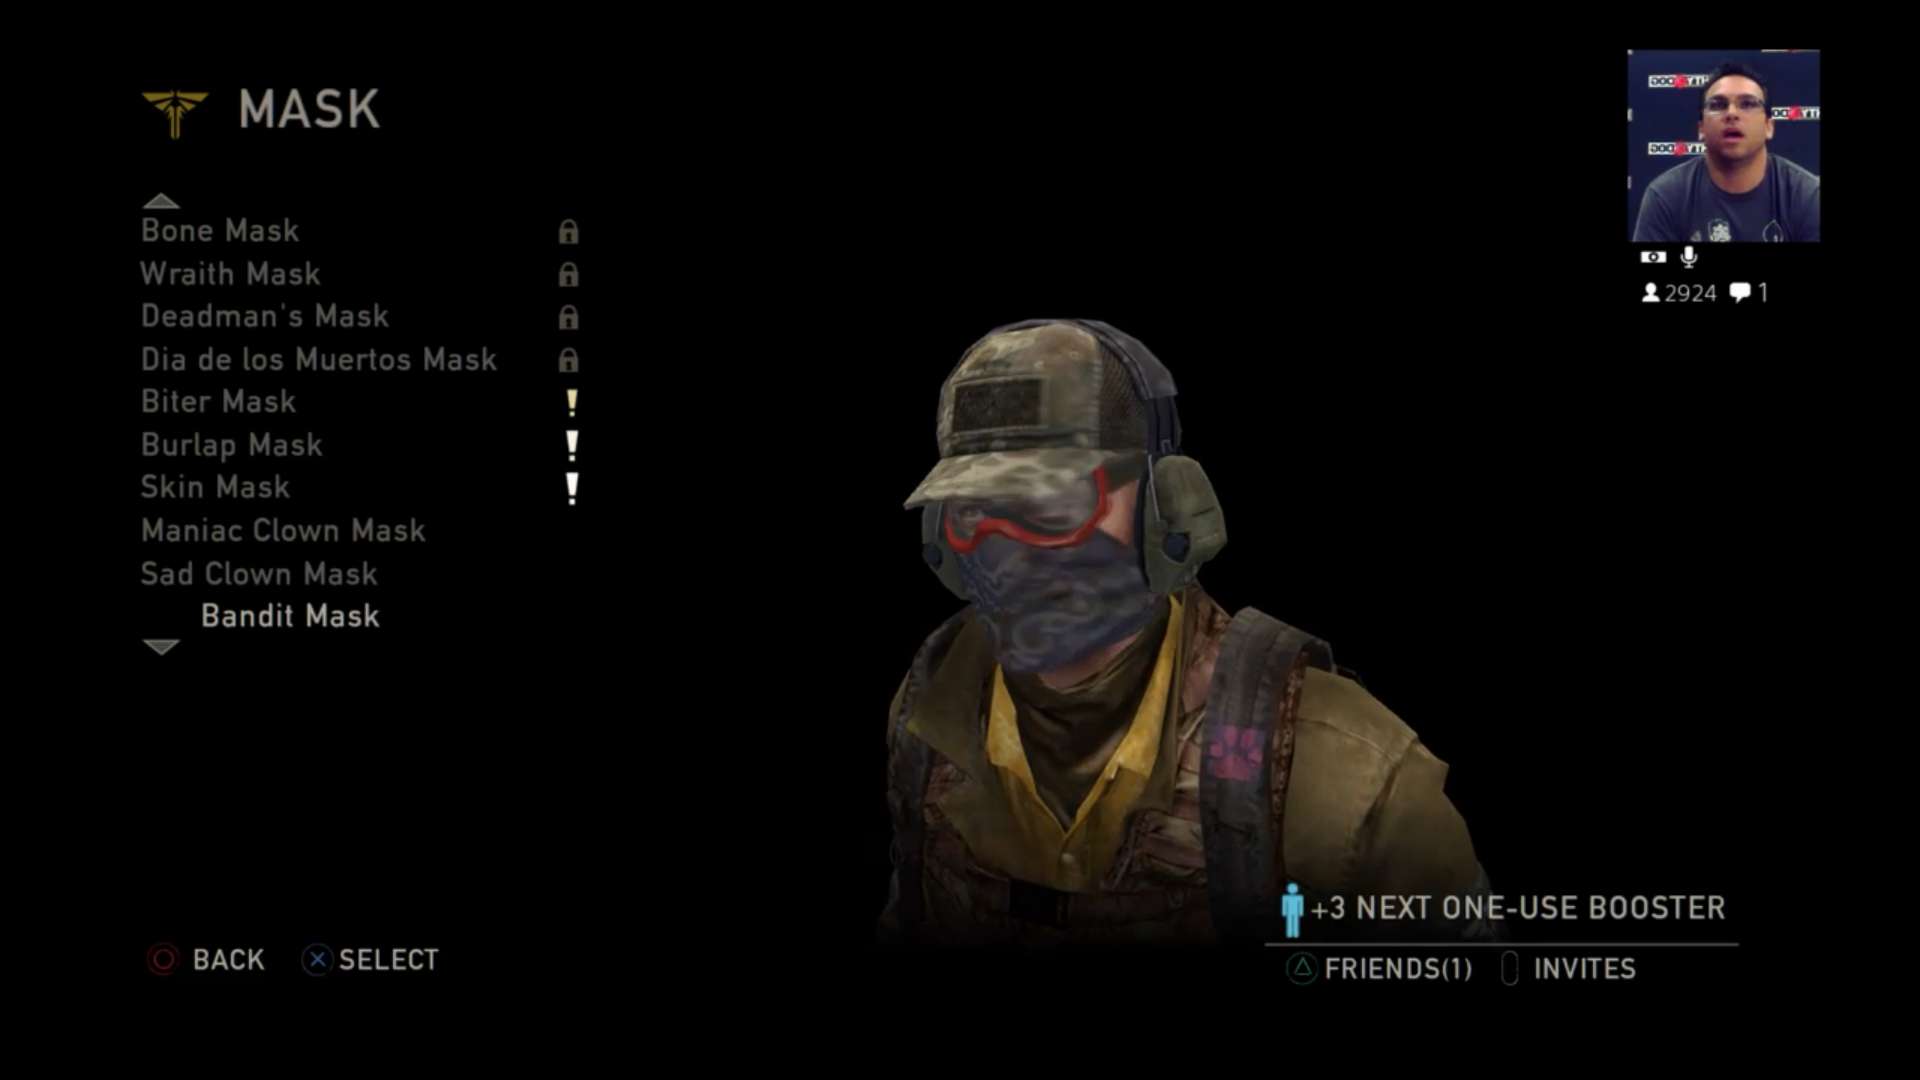 MASK
Bone Mask
Wraith Mask
Deadman's Mask
Dia de los Muertos Mask
Biter Mask
Burlap Mask
Skin Mask
Maniac Clown Mask
Sad Clown Mask
Bandit Mask
2924 1
+3 NEXT ONE-USE BOOSTER
BACK SELECT
FRIENDS(1) INVITES